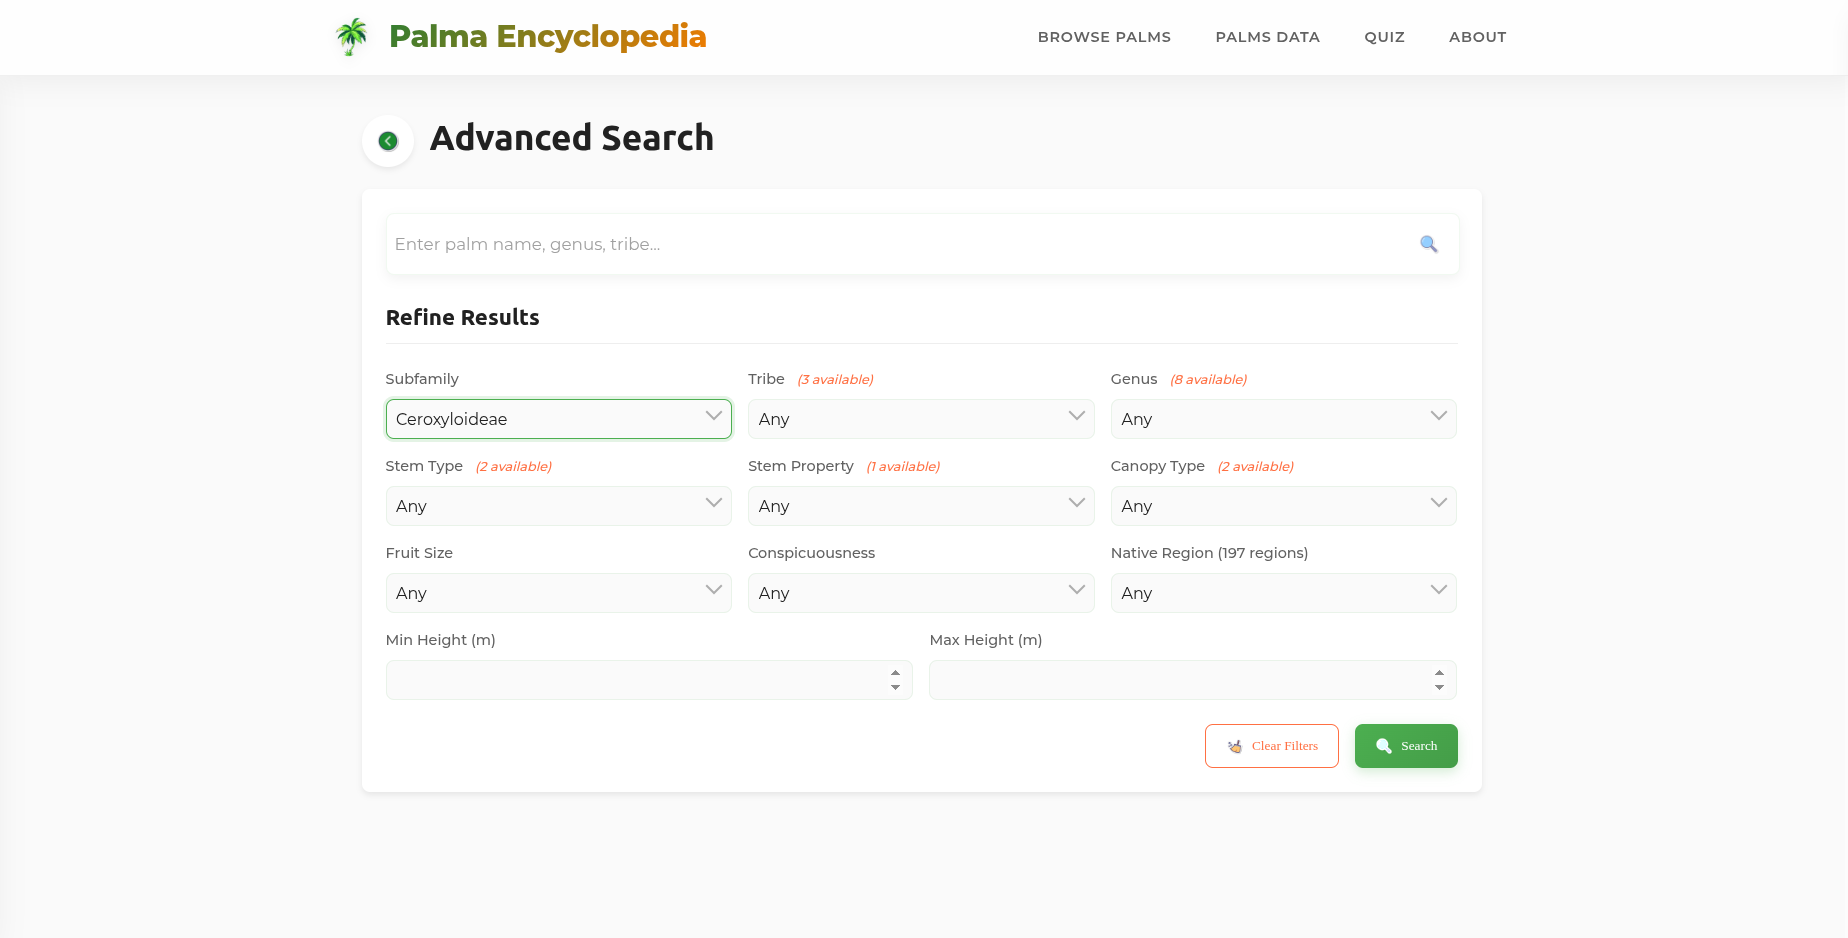 Palma Encyclopedia
BROWSE PALMS PALMS DATA QUIZ ABOUT
Advanced Search
Enter palm name, genus, tribe...
Refine Results
Subfamily Tribe (3 available) Genus (8 available)
Ceroxyloideae Any Any
Stem Type (2 available) Stem Property (1 available) Canopy Type (2 available)
Any Any Any
Fruit Size Conspicuousness Native Region (197 regions)
Any Any Any
Min Height (m) Max Height (m)
Clear Filters Search